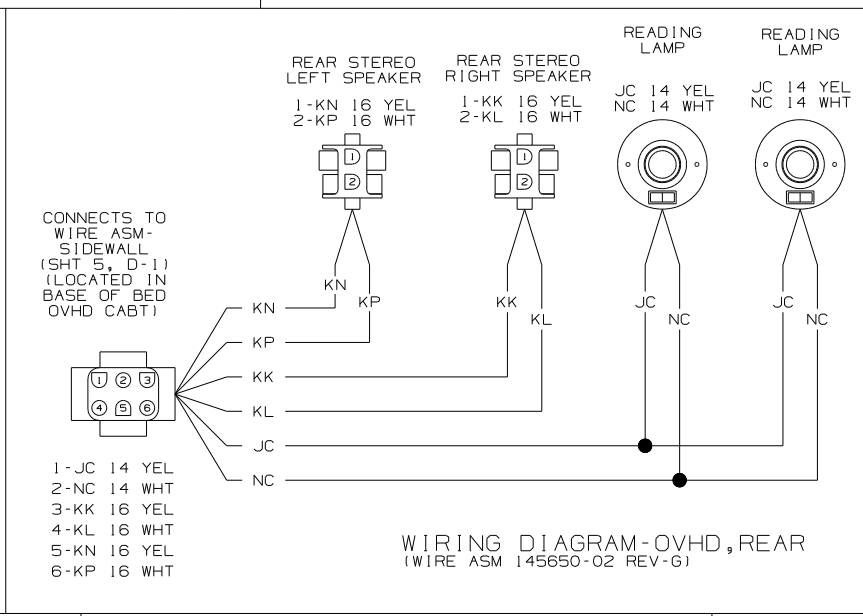 REAR STEREO
LEFT SPEAKER
1-KN 16 YEL
2-KP 16 WHT
REAR STEREO
RIGHT SPEAKER
1-KK 16 YEL
2-KL 16 WHT
READING
LAMP
JC 14 YEL
NC 14 WHT
READING
LAMP
JC 14 YEL
NC 14 WHT
1
2
1
2
CONNECTS TO
WIRE ASM-
SIDEWALL
(SHT 5, D-1)
(LOCATED IN
BASE OF BED
OVHD CABT)
KN
KP
KK
KL
JC
NC
JC
NC
KN
KP
KK
KL
JC
NC
1 2 3
4 5 6
1-JC 14 YEL
2-NC 14 WHT
3-KK 16 YEL
4-KL 16 WHT
5-KN 16 YEL
6-KP 16 WHT
WIRING DIAGRAM-OVHD,REAR
(WIRE ASM 145650-02 REV-G)